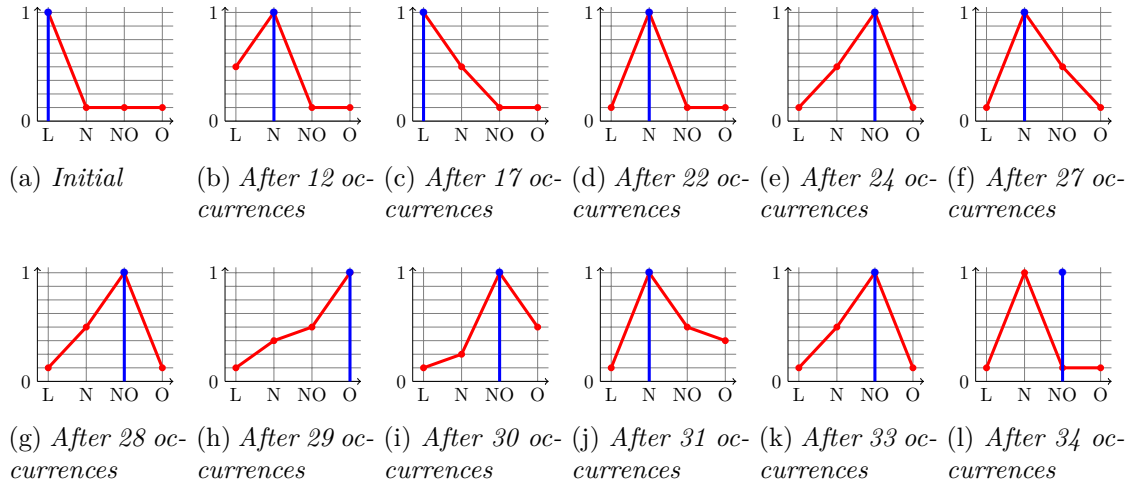 1 1 1 1 1 1
0 0 0 0 0 0
L N NO O L N NO O L N NO O L N NO O L N NO O L N NO O
(a) Initial (b) After 12 oc- (c) After 17 oc- (d) After 22 oc- (e) After 24 oc- (f) After 27 oc-
currences currences currences currences currences
1 1 1 1 1 1
0 0 0 0 0 0
L N NO O L N NO O L N NO O L N NO O L N NO O L N NO O
(g) After 28 oc- (h) After 29 oc- (i) After 30 oc- (j) After 31 oc- (k) After 33 oc- (l) After 34 oc-
currences currences currences currences currences currences